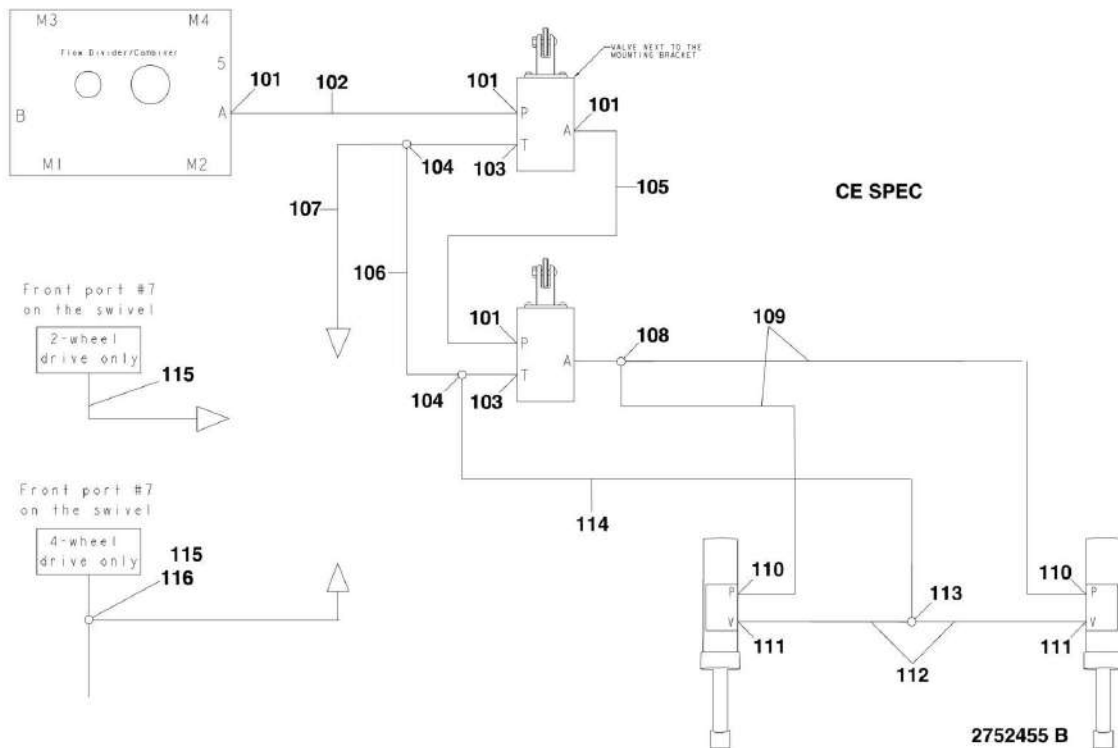 M3
M4
Flow Divider/Combiner
5
B
A
M1
M2
101
102
101
P
T
A
VALVE NEXT TO THE
MOUNTING BRACKET
101
104
103
105
107
106
CE SPEC
Front port #7
on the swivel
2-wheel
drive only
115
101
P
T
A
104
103
108
109
114
Front port #7
on the swivel
4-wheel
drive only
115
116
P
V
110
111
113
112
110
111
P
V
2752455 B